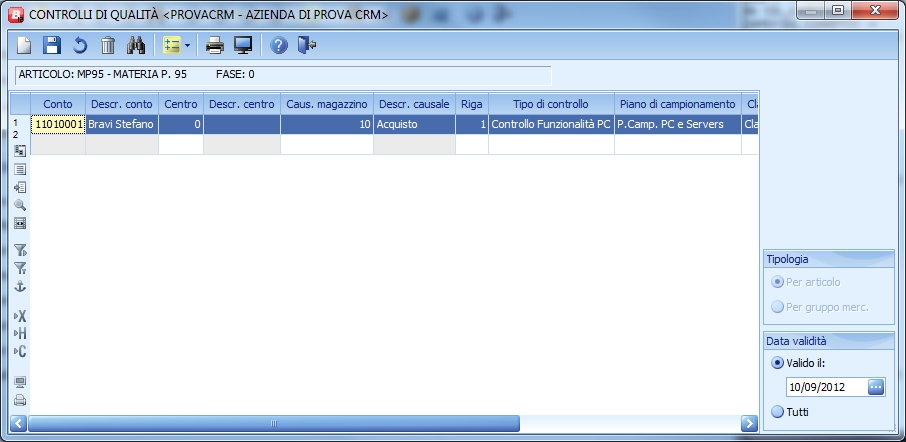 CONTROLLI DI QUALITÀ <PROVACRM - AZIENDA DI PROVA CRM>
ARTICOLO: MP95 - MATERIA P. 95 FASE: 0
Conto Descr. conto Centro Descr. centro Caus. magazzino Descr. causale Riga Tipo di controllo Piano di campionamento Cla
1 11010001 Bravi Stefano 0 10 Acquisto 1 Controllo Funzionalità PC P.Camp. PC e Servers Cla
2
Tipologia
Per articolo
Per gruppo merc.
Data validità
Valido il:
10/09/2012
Tutti